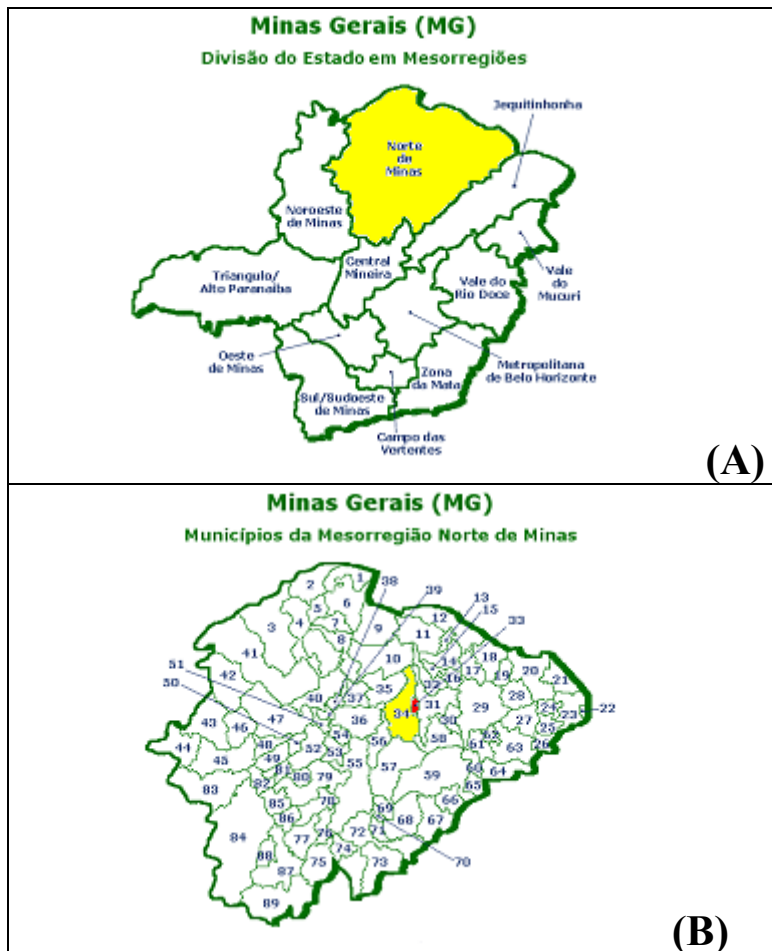 Minas Gerais (MG)
Divisão do Estado em Mesorregiões
Jequitinhonha
Norte
de
Minas
Noroeste
de Minas
Central
Mineira
Triangulo/
Alto Paranaiba
Vale do
Rio Doce
Vale
do
Mucuri
Oeste
de Minas
Metropolitana
de Belo Horizonte
Zona
da Mata
Sul/Sudoeste
de Minas
Campo das
Vertentes
(A)
Minas Gerais (MG)
Municípios da Mesorregião Norte de Minas
38
39
13
15
33
1
2
6
5
12
3
4
7
9
11
8
41
14
18
10
17
20
51
42
32
16
19
21
50
35
28
40
37
31
29
24
22
34
23
43
47
36
30
27
46
54
25
56
58
62
44
48
52
53
61
63
26
45
49
55
57
81
60
64
83
82
80
79
59
65
85
78
69
66
86
68
67
84
76
72
71
77
74
70
88
75
73
87
89
(B)